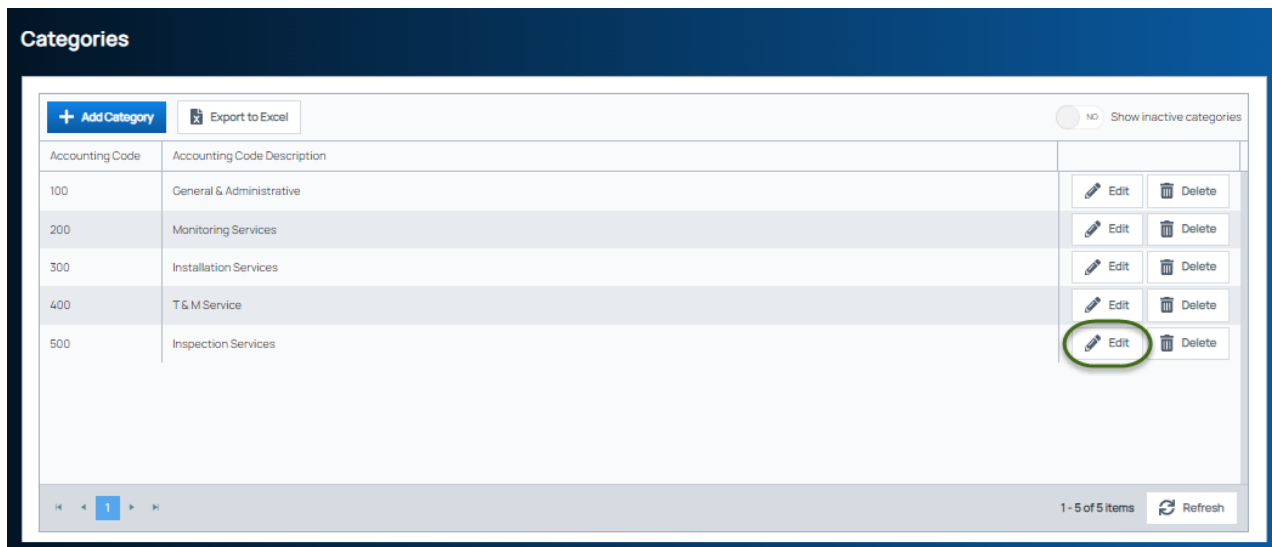 Categories
Add Category Export to Excel NO Show inactive categories
Accounting Code Accounting Code Description
100 General & Administrative Edit Delete
200 Monitoring Services Edit Delete
300 Installation Services Edit Delete
400 T & M Service Edit Delete
500 Inspection Services Edit Delete
1 1 - 5 of 5 items Refresh